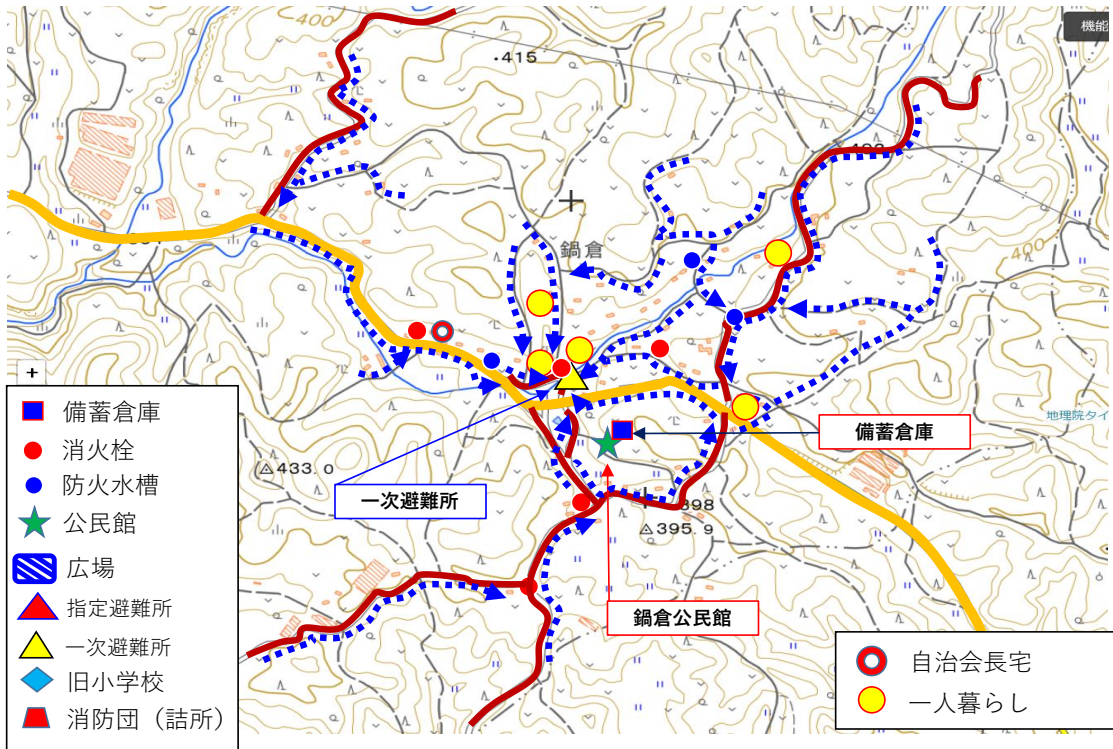 400
機能
.415
400
鍋倉
+
備蓄倉庫
消火栓
防火水槽
公民館
広場
指定避難所
一次避難所
旧小学校
消防団（詰所）
地理院タイ
備蓄倉庫
△433.0
一次避難所
398
△395.9
鍋倉公民館
自治会長宅
一人暮らし